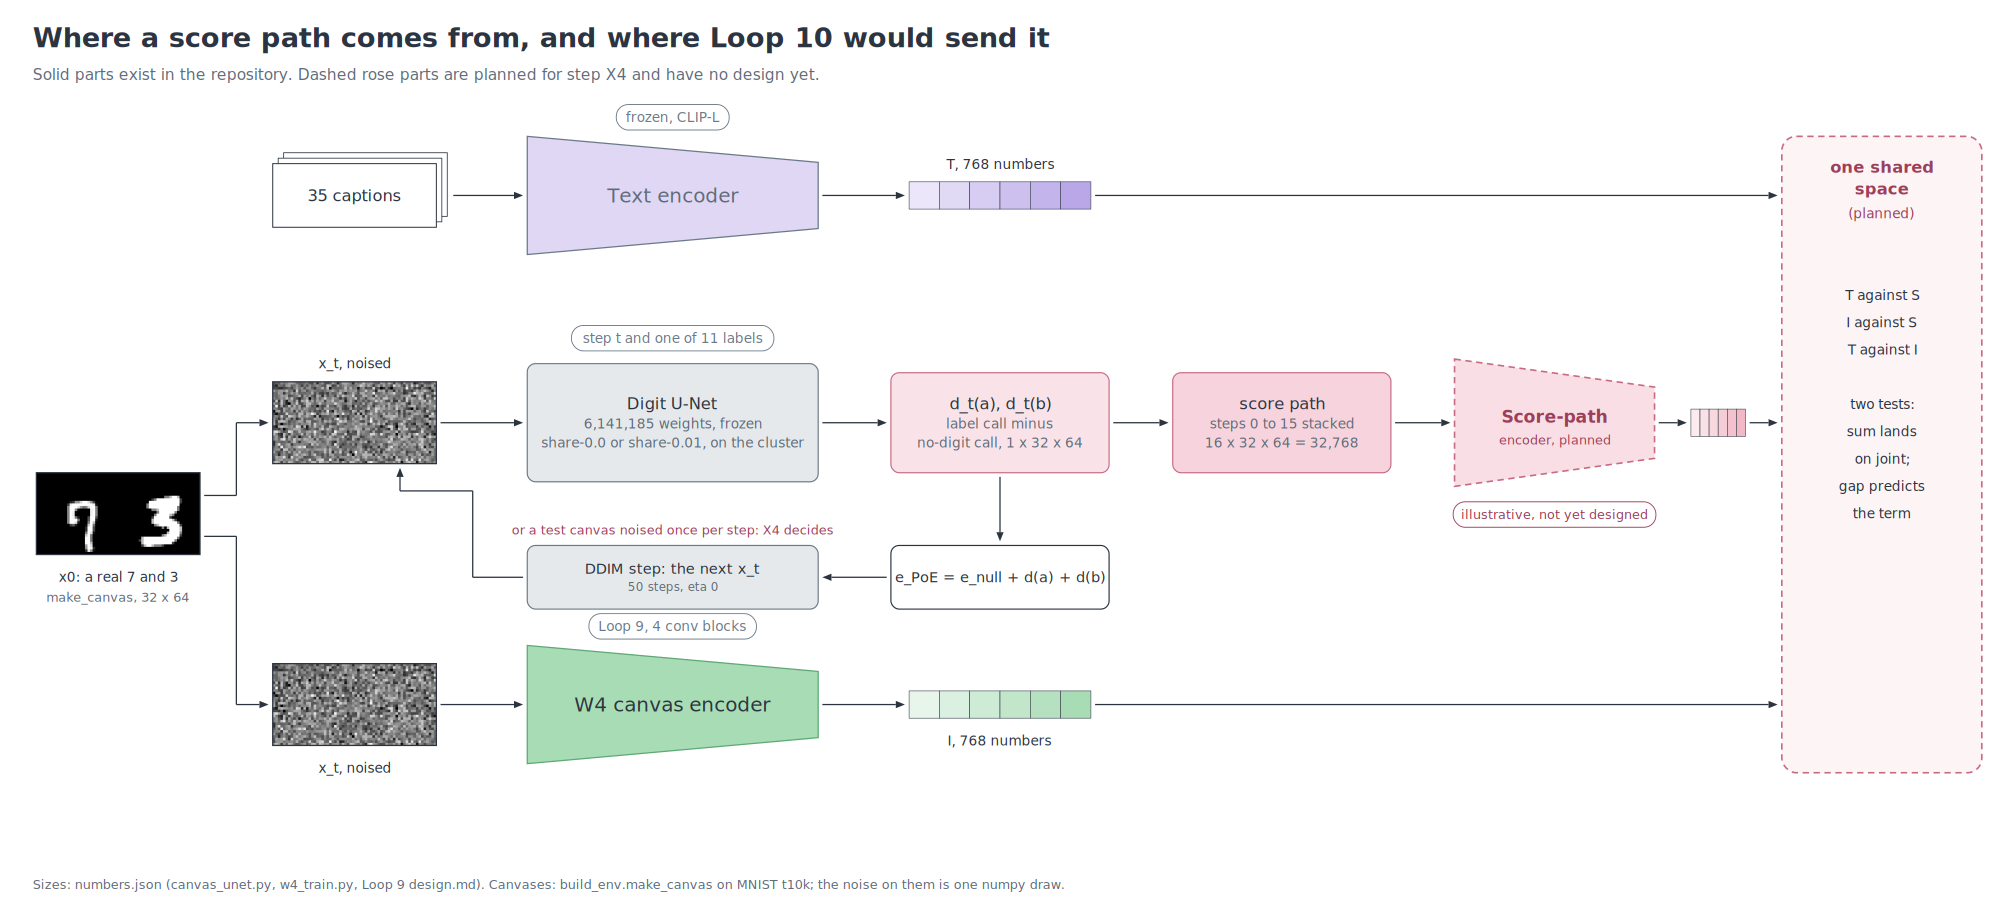 Where a score path comes from, and where Loop 10 would send it
Solid parts exist in the repository. Dashed rose parts are planned for step X4 and have no design yet.
frozen, CLIP-L
35 captions
Text encoder
T, 768 numbers
one shared
space
(planned)
T against S
I against S
T against I
two tests:
sum lands
on joint;
gap predicts
the term
step t and one of 11 labels
x_t, noised
Digit U-Net
6,141,185 weights, frozen
share-0.0 or share-0.01, on the cluster
d_t(a), d_t(b)
label call minus
no-digit call, 1 x 32 x 64
score path
steps 0 to 15 stacked
16 x 32 x 64 = 32,768
Score-path
encoder, planned
illustrative, not yet designed
or a test canvas noised once per step: X4 decides
DDIM step: the next x_t
50 steps, eta 0
e_PoE = e_null + d(a) + d(b)
x0: a real 7 and 3
make_canvas, 32 x 64
Loop 9, 4 conv blocks
W4 canvas encoder
I, 768 numbers
x_t, noised
Sizes: numbers.json (canvas_unet.py, w4_train.py, Loop 9 design.md). Canvases: build_env.make_canvas on MNIST t10k; the noise on them is one numpy draw.